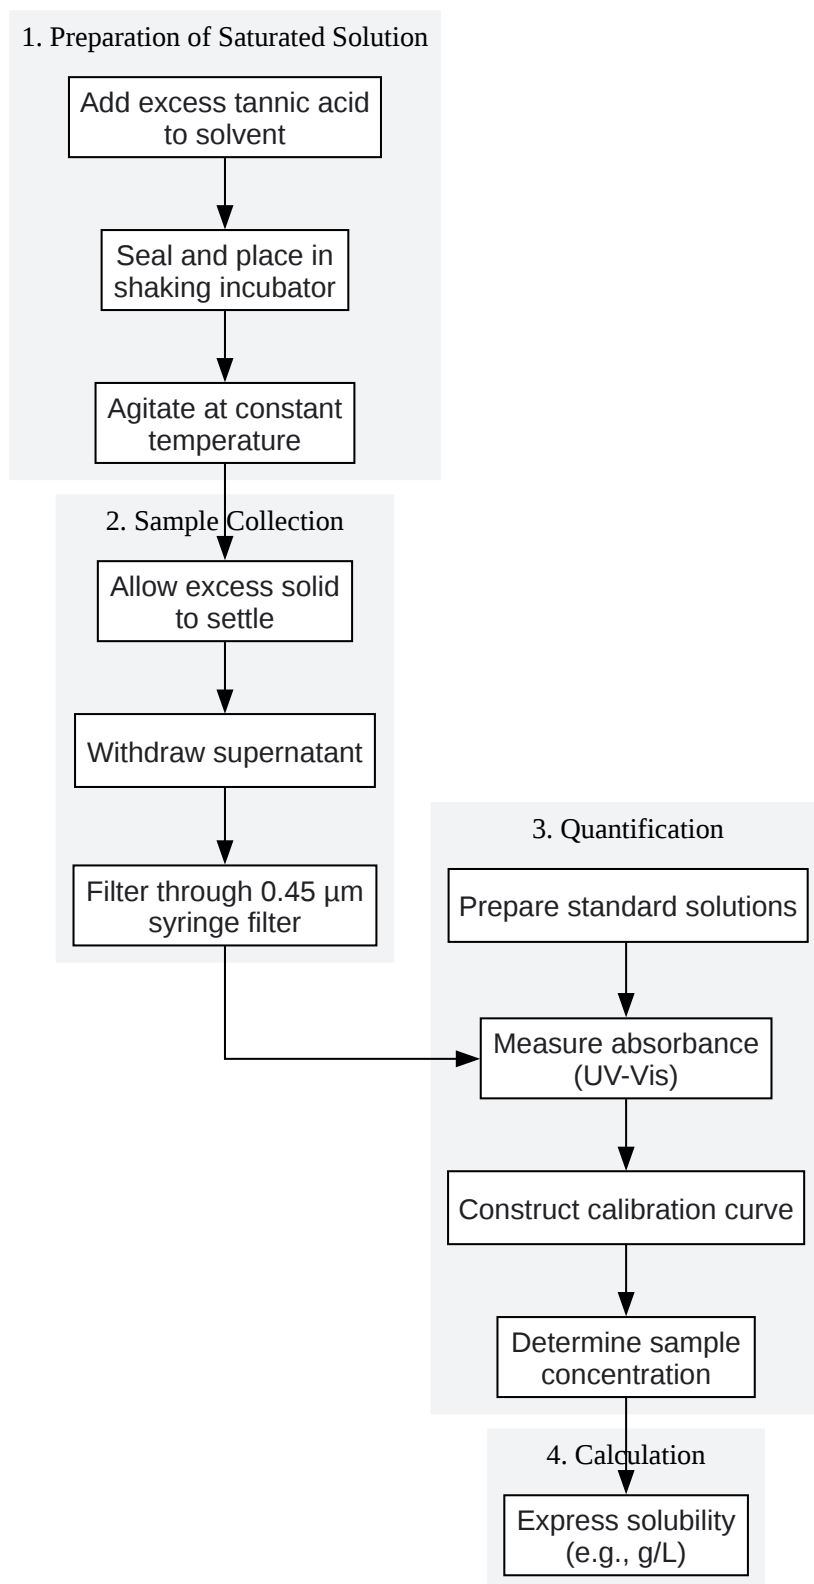 1. Preparation of Saturated Solution
Add excess tannic acid
to solvent
Seal and place in
shaking incubator
Agitate at constant
temperature
2. Sample Collection
Allow excess solid
to settle
Withdraw supernatant
Filter through 0.45 µm
syringe filter
3. Quantification
Prepare standard solutions
Measure absorbance
(UV-Vis)
Construct calibration curve
Determine sample
concentration
4. Calculation
Express solubility
(e.g., g/L)